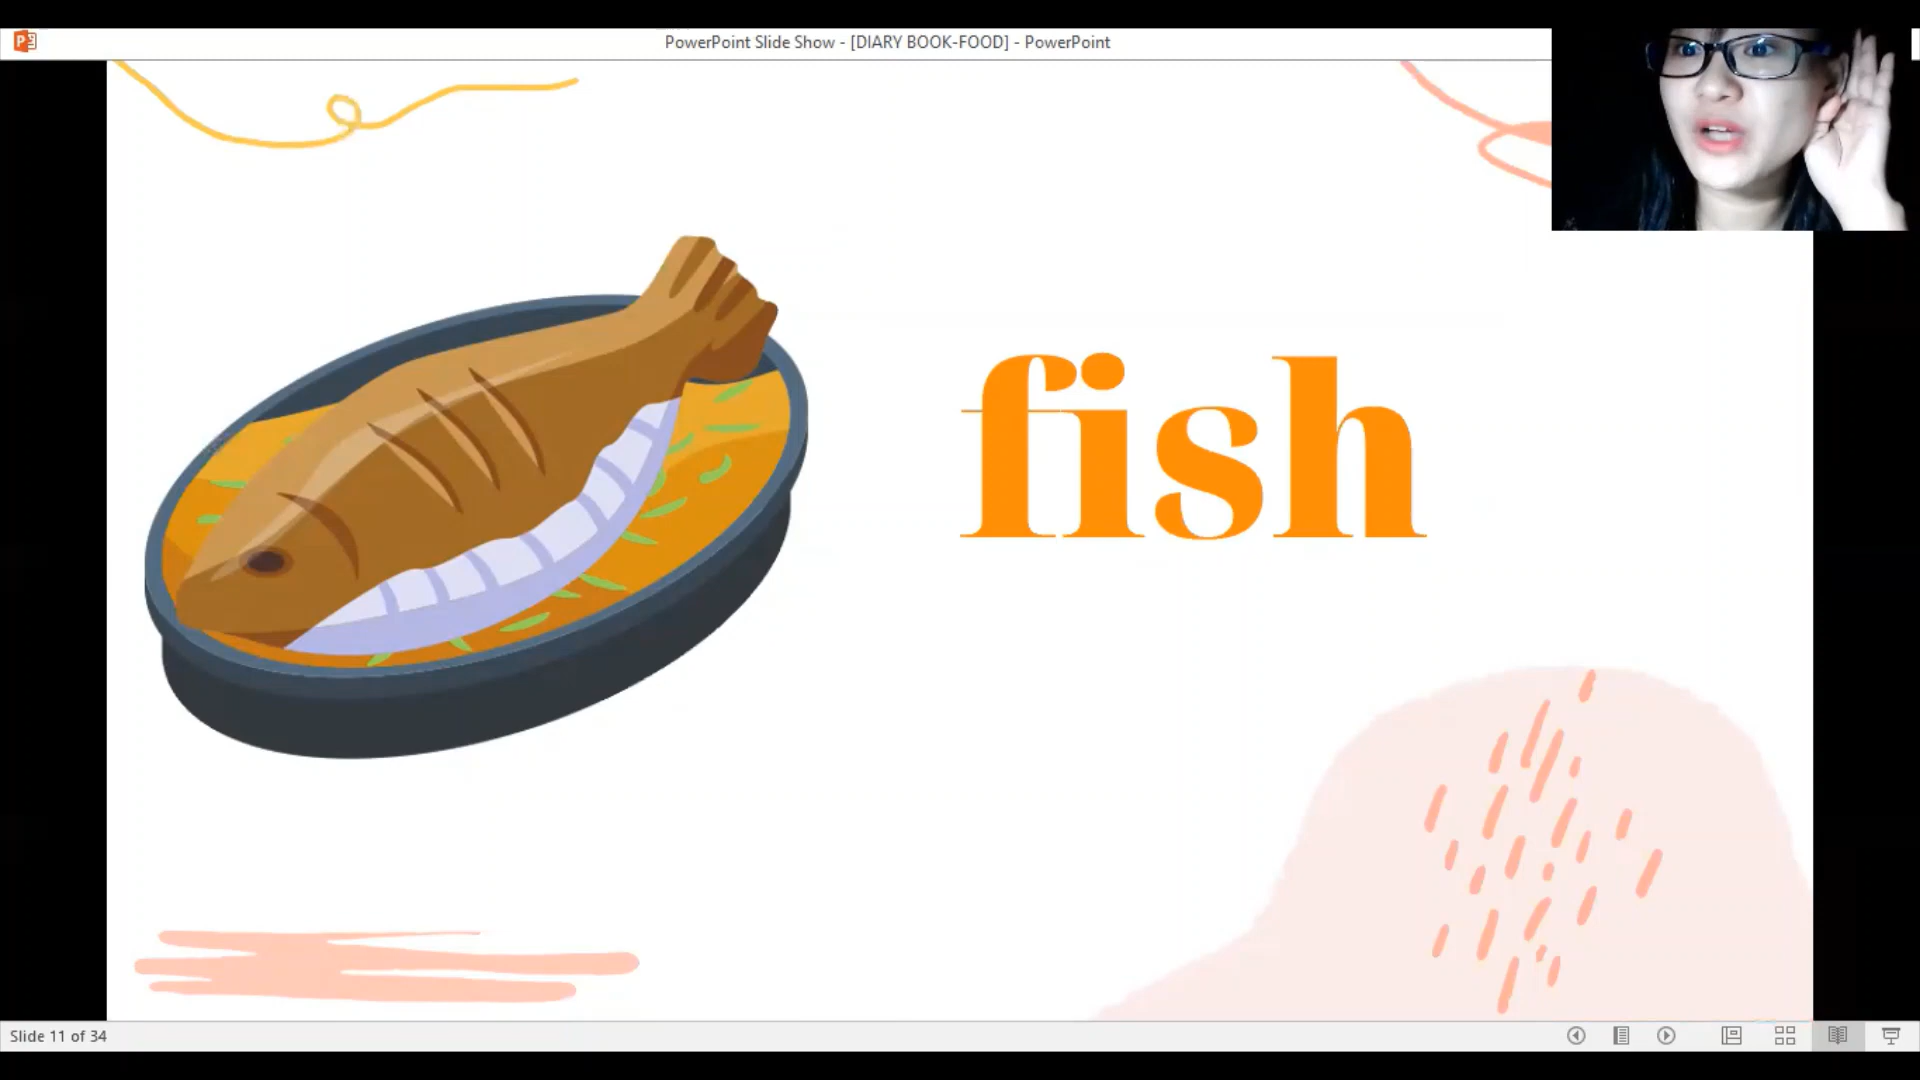 PowerPoint Slide Show - [DIARY BOOK-FOOD] - PowerPoint
fish
Slide 11 of 34